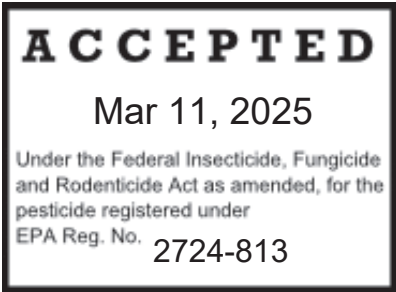 ACCEPTED
Mar 11, 2025
Under the Federal Insecticide, Fungicide
and Rodenticide Act as amended, for the
pesticide registered under
EPA Reg. No. 2724-813